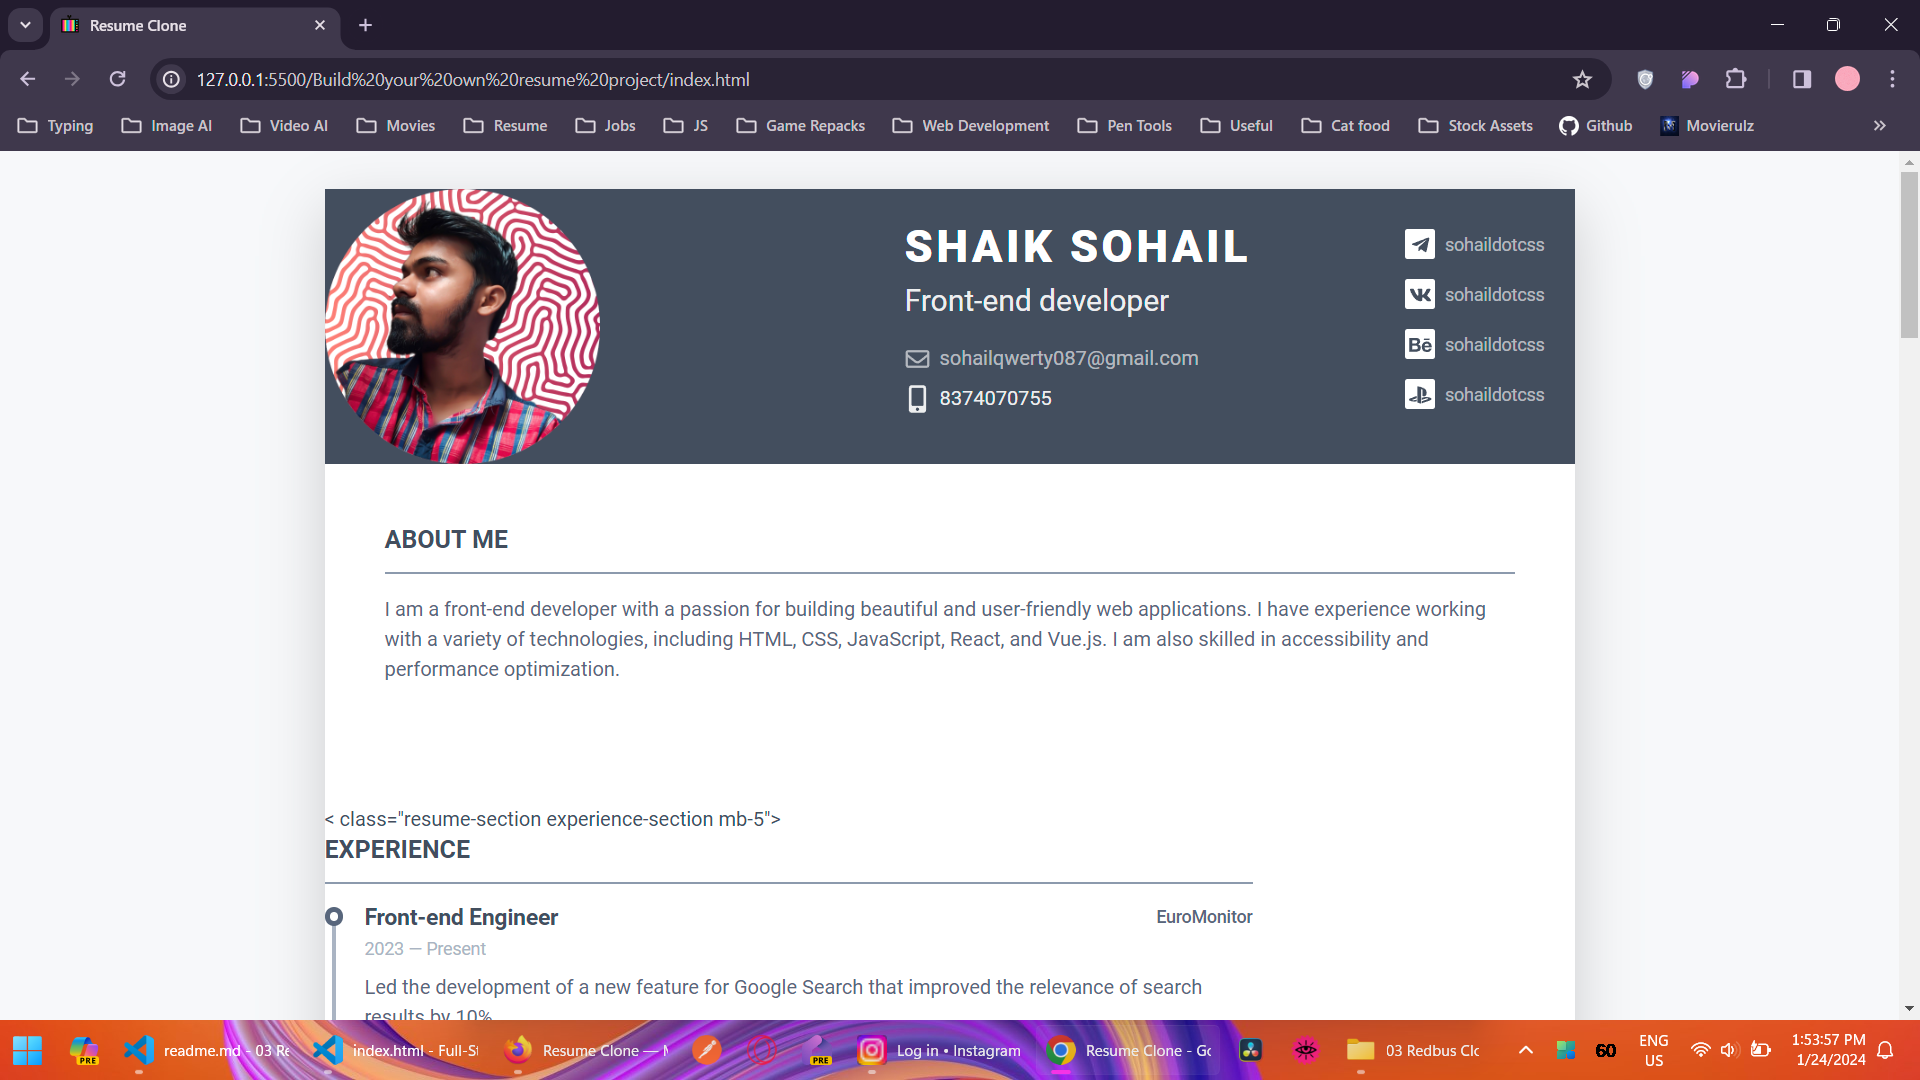 Resume Clone
127.0.0.1:5500/Build%20your%20own%20resume%20project/index.html
Typing Image AI Video AI Movies Resume Jobs JS Game Repacks Web Development Pen Tools Useful Cat food Stock Assets Github Movierulz
SHAIK SOHAIL
Front-end developer
sohailqwerty087@gmail.com
8374070755
sohaildotcss
sohaildotcss
Bē sohaildotcss
sohaildotcss
ABOUT ME
I am a front-end developer with a passion for building beautiful and user-friendly web applications. I have experience working
with a variety of technologies, including HTML, CSS, JavaScript, React, and Vue.js. I am also skilled in accessibility and
performance optimization.
< class="resume-section experience-section mb-5">
EXPERIENCE
Front-end Engineer EuroMonitor
2023 — Present
Led the development of a new feature for Google Search that improved the relevance of search
results by 10%
PRE readme.md - 03 Re index.html - Full-St Resume Clone — PRE Log in • Instagram Resume Clone - Go 03 Redbus Clo 60 ENG
US
1:53:57 PM
1/24/2024